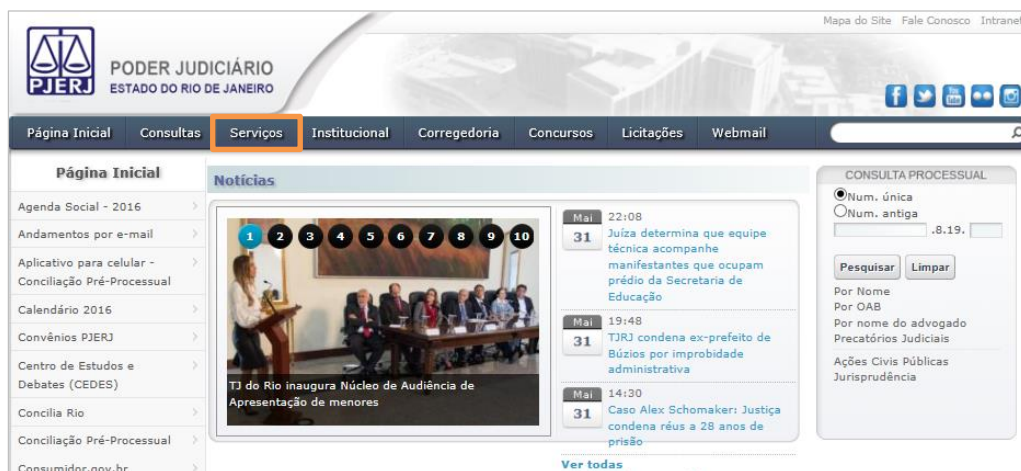 Mapa do Site Fale Conosco Intranet
PJERJ
PODER JUDICIÁRIO
ESTADO DO RIO DE JANEIRO
Página Inicial Consultas Serviços Institucional Corregedoria Concursos Licitações Webmail
Página Inicial
Agenda Social - 2016
Andamentos por e-mail
Aplicativo para celular -
Conciliação Pré-Processual
Calendário 2016
Convênios PJERJ
Centro de Estudos e
Debates (CEDES)
Concilia Rio
Conciliação Pré-Processual
Consumidor.gov.br
Notícias
1 2 3 4 5 6 7 8 9 10
TJ do Rio inaugura Núcleo de Audiência de
Apresentação de menores
Mai 22:08
31 Juíza determina que equipe
técnica acompanhe
manifestantes que ocupam
prédio da Secretaria de
Educação
Mai 19:48
31 TJRJ condena ex-prefeito de
Búzios por improbidade
administrativa
Mai 14:30
31 Caso Alex Schomaker: Justiça
condena réus a 28 anos de
prisão
Ver todas
CONSULTA PROCESSUAL
Num. única
Num. antiga
.8.19.
Pesquisar Limpar
Por Nome
Por OAB
Por nome do advogado
Precatórios Judiciais
Ações Civis Públicas
Jurisprudência